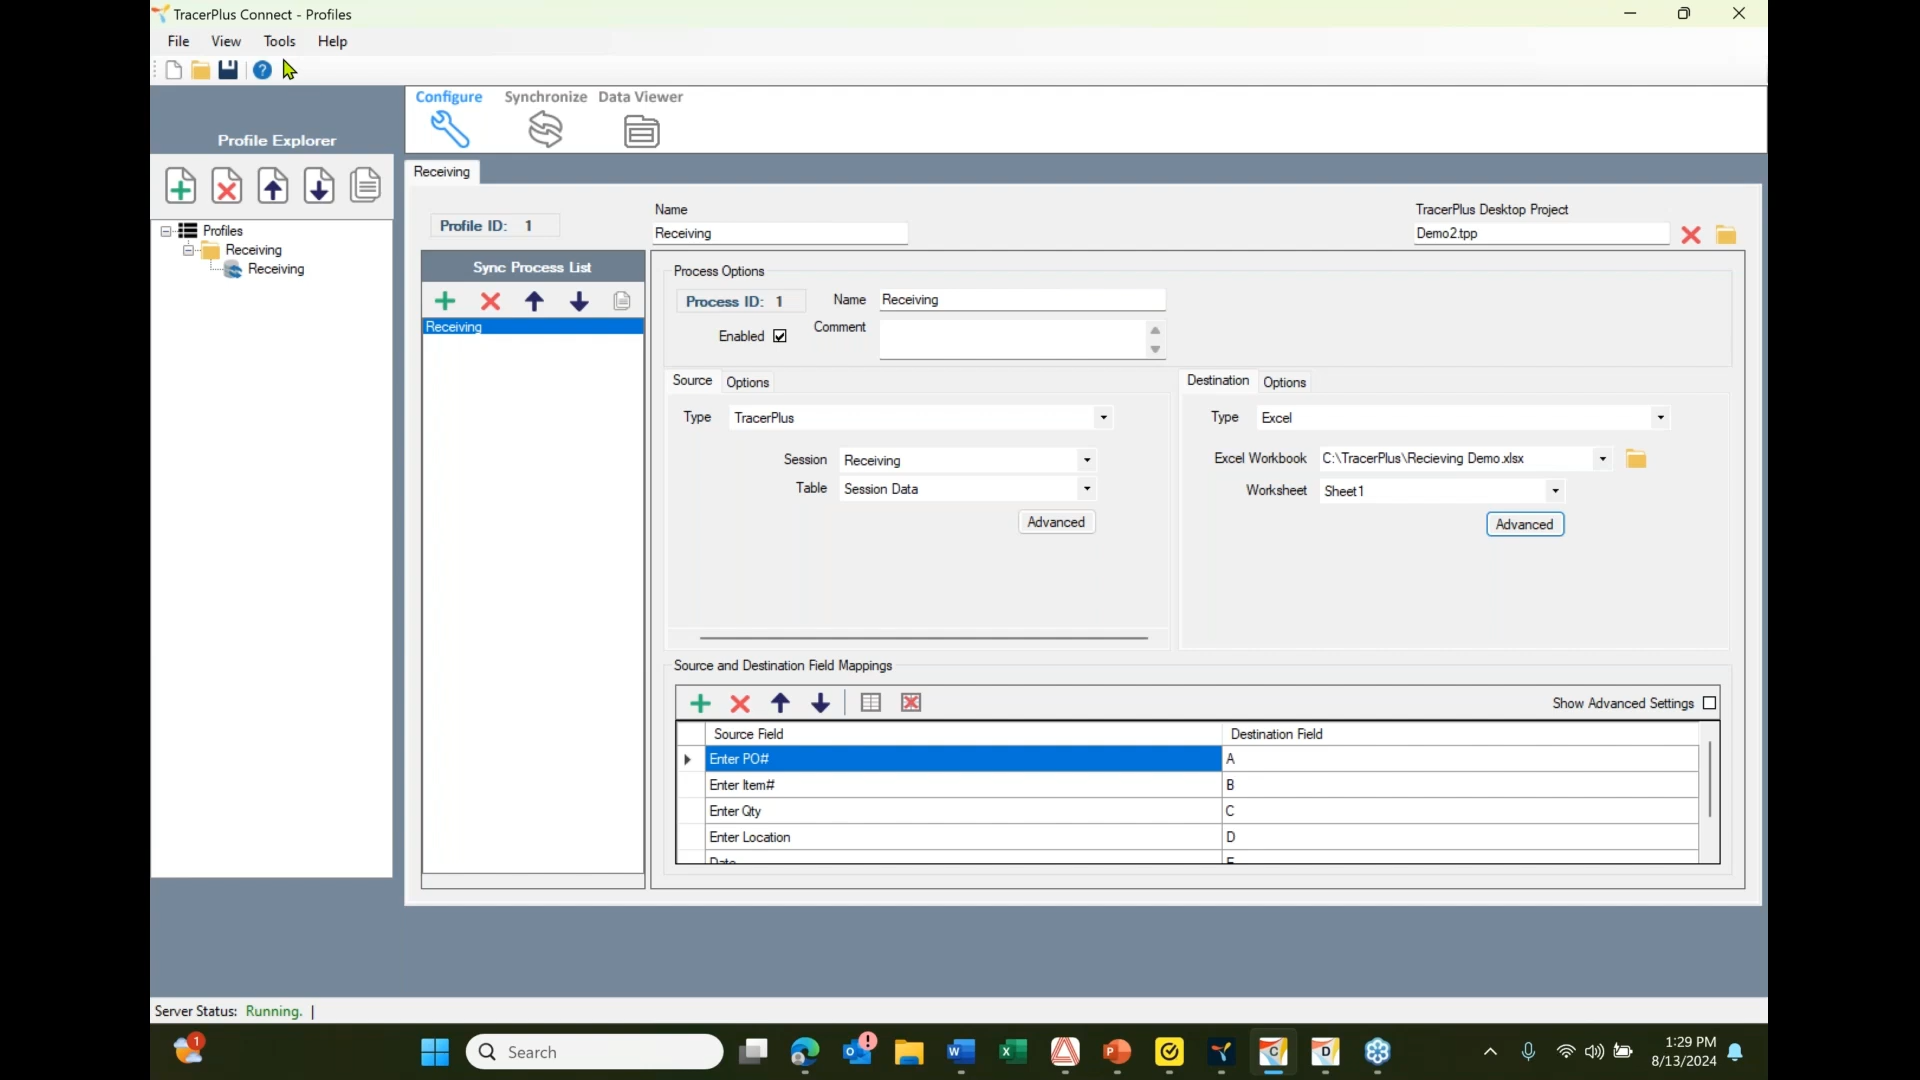 TracerPlus Connect - Profiles
File View Tools Help
Configure Synchronize Data Viewer
Profile Explorer
Receiving
Profiles
Receiving
Receiving
Profile ID: 1
Name
Receiving
TracerPlus Desktop Project
Demo2.tpp
Sync Process List
Receiving
Process Options
Process ID: 1 Name Receiving
Enabled Comment
Source Options
Type TracerPlus
Session Receiving
Table Session Data
Advanced
Destination Options
Type Excel
Excel Workbook C:\TracerPlus\Recieving Demo.xlsx
Worksheet Sheet1
Advanced
Source and Destination Field Mappings
Show Advanced Settings
Source Field Destination Field
Enter PO# A
Enter Item# B
Enter Qty C
Enter Location D
Date E
Server Status: Running. |
1
Search
1:29 PM
8/13/2024